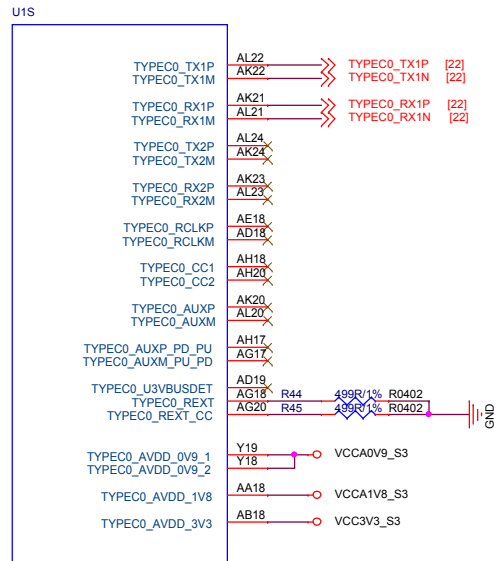 U1S
TYPEC0_TX1P AL22 TYPEC0_TX1P [22]
TYPEC0_TX1M AK22 TYPEC0_TX1N [22]
TYPEC0_RX1P AK21 TYPEC0_RX1P [22]
TYPEC0_RX1M AL21 TYPEC0_RX1N [22]
TYPEC0_TX2P AL24
TYPEC0_TX2M AK24
TYPEC0_RX2P AK23
TYPEC0_RX2M AL23
TYPEC0_RCLKP AE18
TYPEC0_RCLKM AD18
TYPEC0_CC1 AH18
TYPEC0_CC2 AH20
TYPEC0_AUXP AK20
TYPEC0_AUXM AL20
TYPEC0_AUXP_PD_PU AH17
TYPEC0_AUXM_PU_PD AG17
TYPEC0_U3VBUSDET AD19
TYPEC0_REXT AG18 R44 499R/1% R0402
TYPEC0_REXT_CC AG20 R45 499R/1% R0402
GND
TYPEC0_AVDD_0V9_1 Y19 VCCA0V9_S3
TYPEC0_AVDD_0V9_2 Y18
TYPEC0_AVDD_1V8 AA18 VCCA1V8_S3
TYPEC0_AVDD_3V3 AB18 VCC3V3_S3